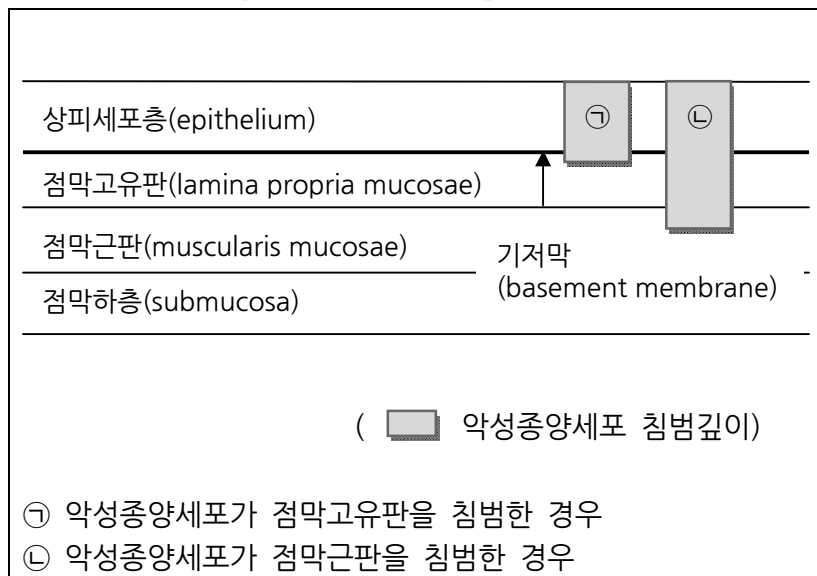 상피세포층(epithelium)
㉠
㉡
점막고유판(lamina propria mucosae)
점막근판(muscularis mucosae)
기저막
(basement membrane)
점막하층(submucosa)
( 악성종양세포 침범깊이)
㉠ 악성종양세포가 점막고유판을 침범한 경우
㉡ 악성종양세포가 점막근판을 침범한 경우